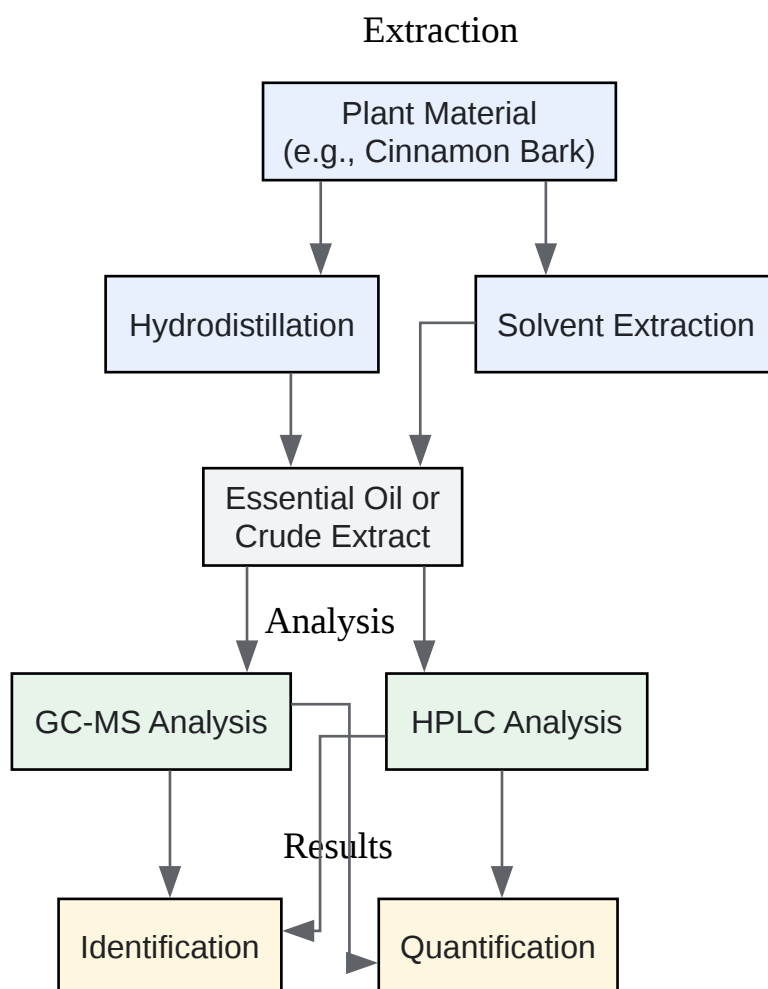 Extraction
Plant Material
(e.g., Cinnamon Bark)
Hydrodistillation
Solvent Extraction
Essential Oil or
Crude Extract
Analysis
GC-MS Analysis
HPLC Analysis
Results
Identification
Quantification